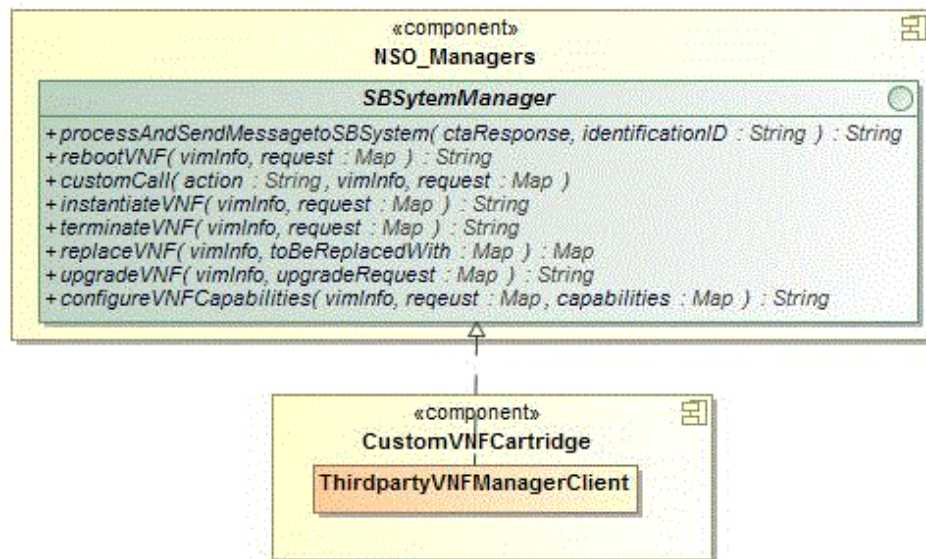 «component»
NSO_Managers
SBSytemManager
+processAndSendMessagetoSBSystem( ctaResponse, identificationID : String ) : String
+rebootVNF( vimInfo, request : Map ) : String
+customCall( action : String, vimInfo, request : Map )
+instantiateVNF( vimInfo, request : Map ) : String
+terminateVNF( vimInfo, request : Map ) : String
+replaceVNF( vimInfo, toBeReplacedWith : Map ) : Map
+upgradeVNF( vimInfo, upgradeRequest : Map ) : String
+configureVNFCapabilities( vimInfo, reqeust : Map, capabilities : Map ) : String
«component»
CustomVNFCartridge
ThirdpartyVNFManagerClient